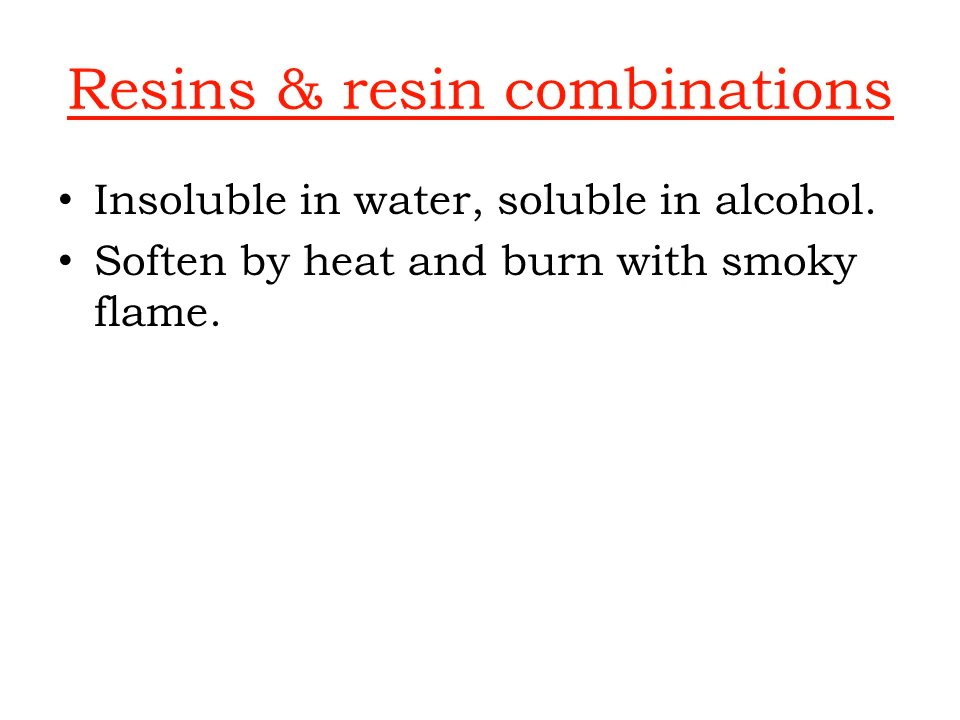 Resins & resin combinations
• Insoluble in water, soluble in alcohol.
• Soften by heat and burn with smoky
flame.